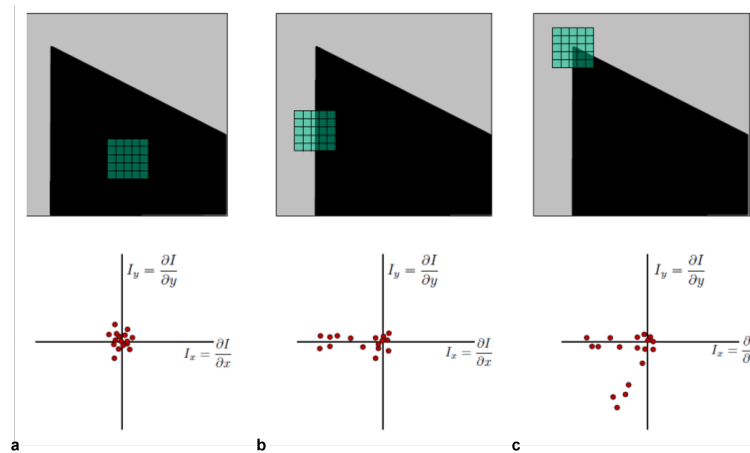 I_y = ∂I/∂y
I_x = ∂I/∂x
I_y = ∂I/∂y
I_x = ∂I/∂x
I_y = ∂I/∂y
I_x = ∂
a b c